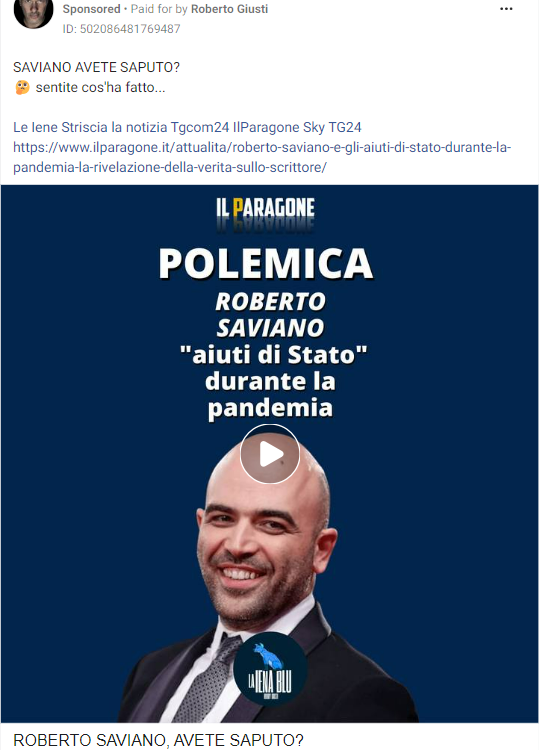 Sponsored • Paid for by Roberto Giusti
ID: 502086481769487
SAVIANO AVETE SAPUTO?
🤔 sentite cos'ha fatto...
Le Iene Striscia la notizia Tgcom24 IlParagone Sky TG24
https://www.ilparagone.it/attualita/roberto-saviano-e-gli-aiuti-di-stato-durante-la-
pandemia-la-rivelazione-della-verita-sullo-scrittore/
IL PARAGONE
POLEMICA
ROBERTO
SAVIANO
"aiuti di Stato"
durante la
pandemia
LA IENA BLU
ROBERTO SAVIANO, AVETE SAPUTO?